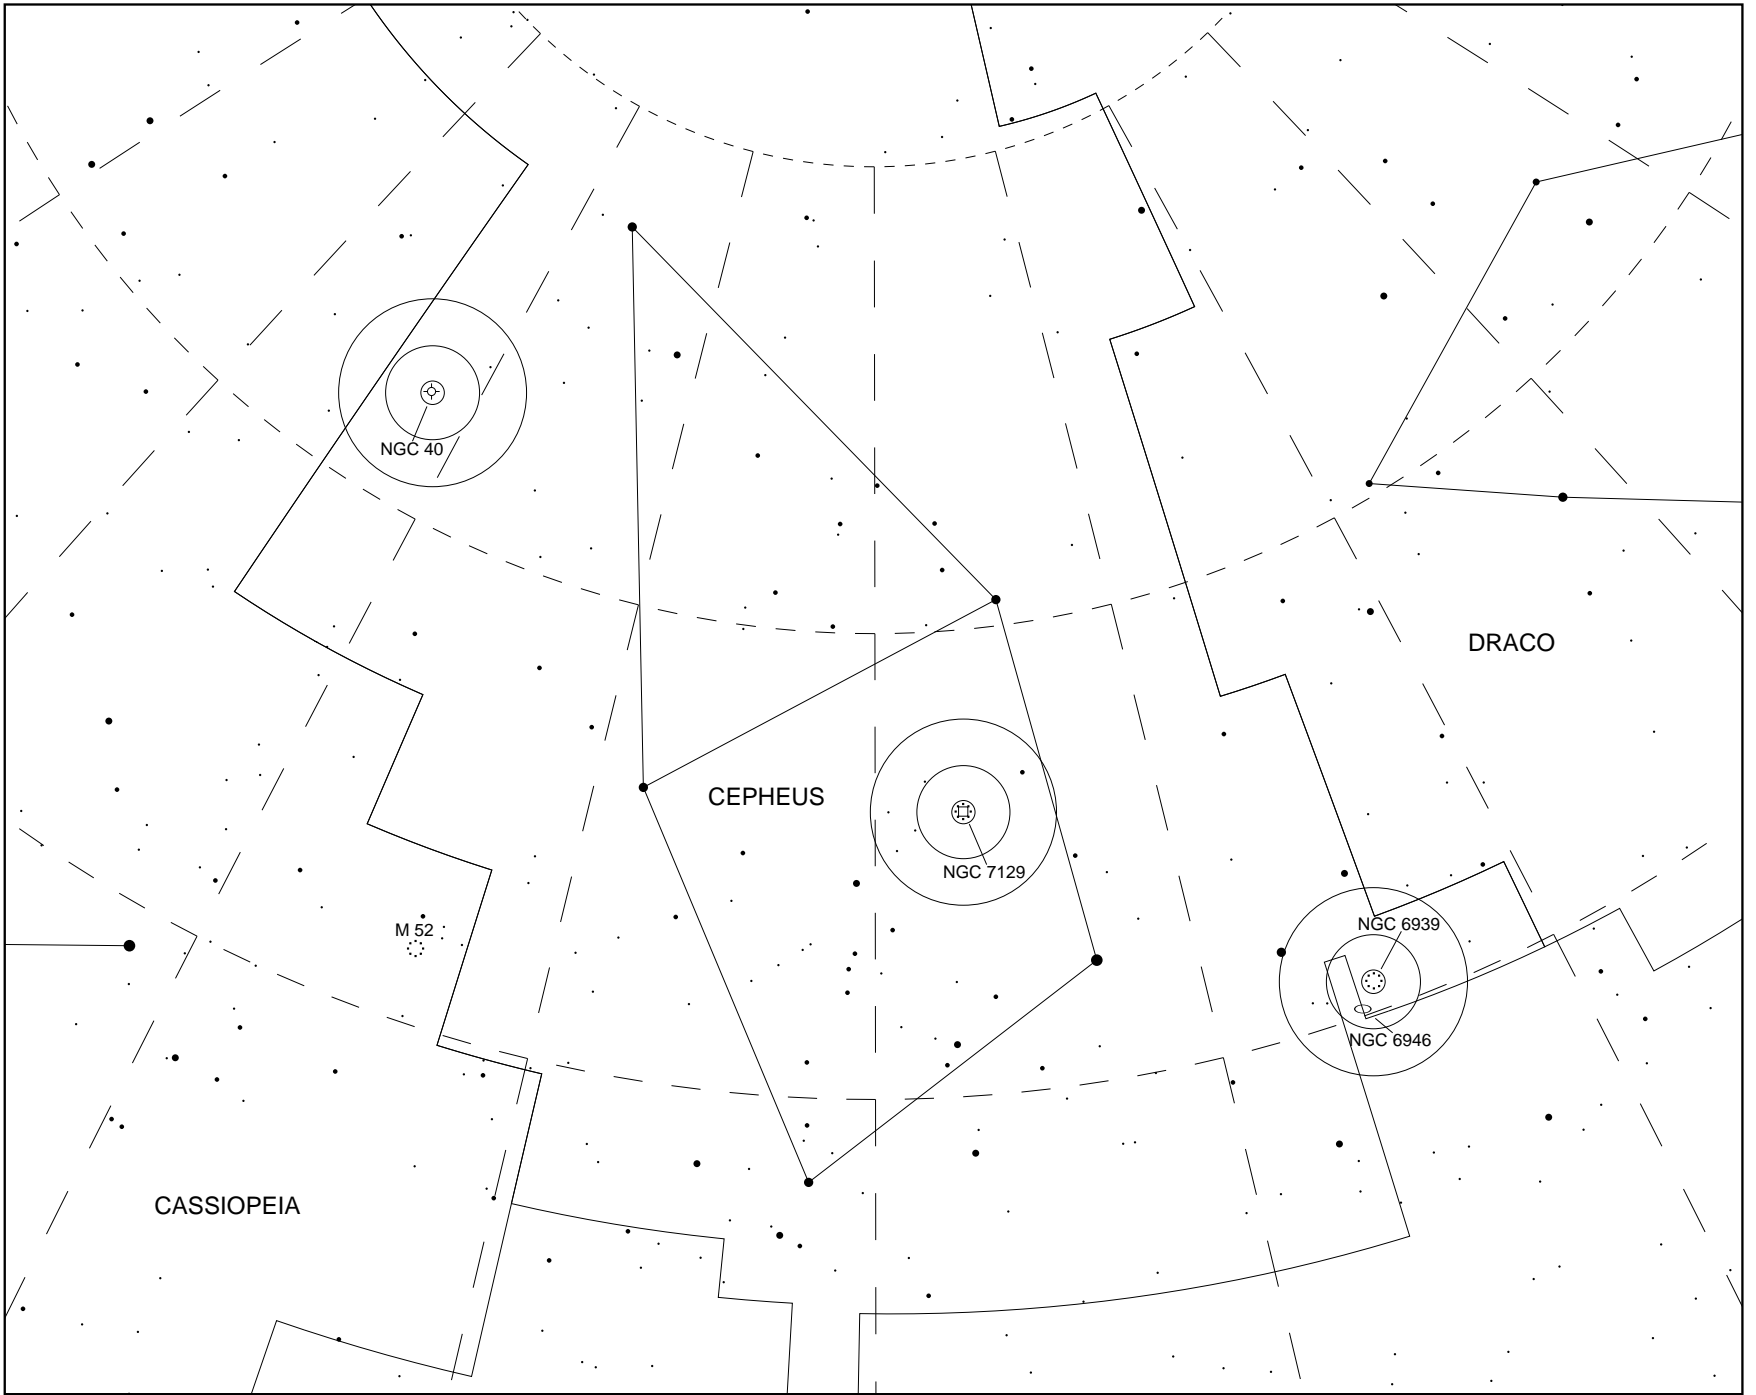 NGC 40
DRACO
CEPHEUS
NGC 7129
NGC 6939
M 52
NGC 6946
CASSIOPEIA